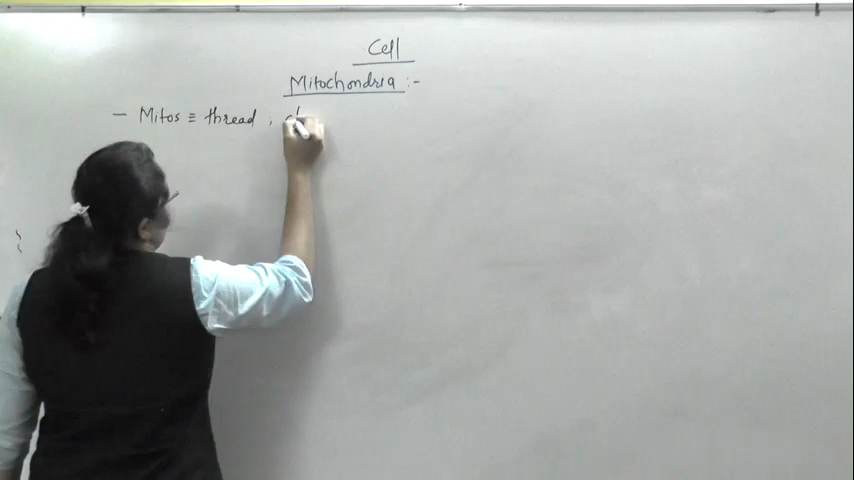 Cell
Mitochondria :-
- Mitos ≡ thread ;